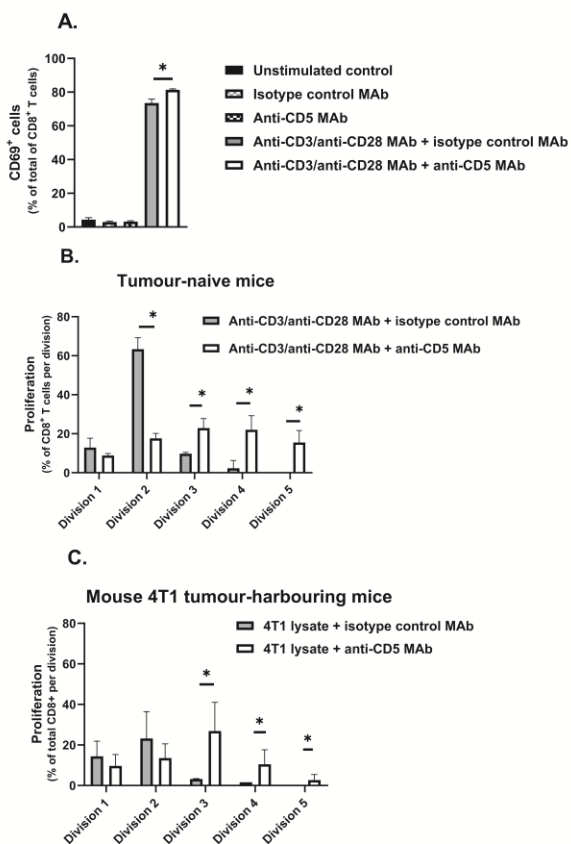 A.
CD69+ cells
(% of total of CD8+ T cells)
100
80
60
40
20
0
*
Unstimulated control
Isotype control MAb
Anti-CD5 MAb
Anti-CD3/anti-CD28 MAb + isotype control MAb
Anti-CD3/anti-CD28 MAb + anti-CD5 MAb
B.
Tumour-naive mice
Proliferation
(% of CD8+ T cells per division)
80
60
40
20
0
*
*
*
*
Anti-CD3/anti-CD28 MAb + isotype control MAb
Anti-CD3/anti-CD28 MAb + anti-CD5 MAb
Division 1
Division 2
Division 3
Division 4
Division 5
C.
Mouse 4T1 tumour-harbouring mice
Proliferation
(% of total CD8+ per division)
80
60
40
20
0
*
*
*
4T1 lysate + isotype control MAb
4T1 lysate + anti-CD5 MAb
Division 1
Division 2
Division 3
Division 4
Division 5